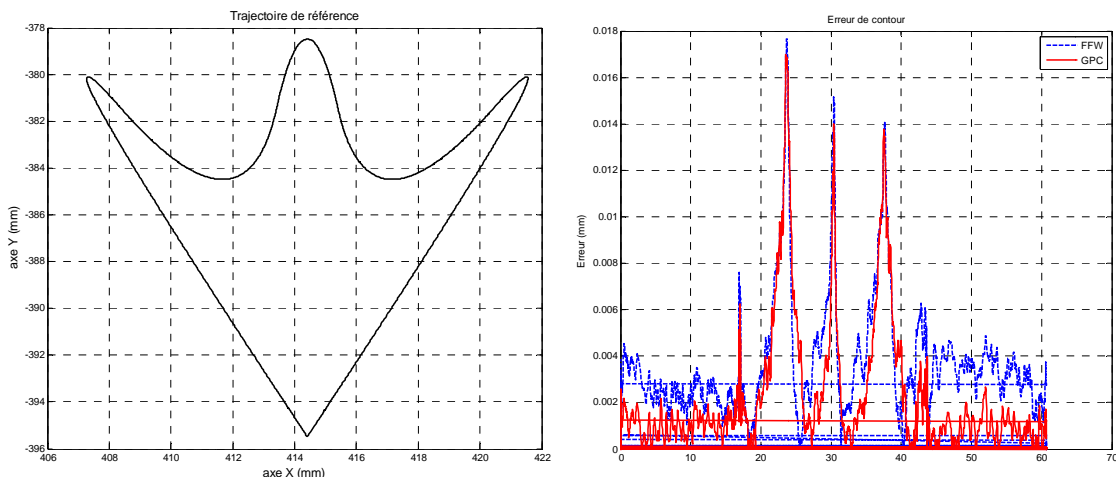 Trajectoire de référence
-378
-380
-382
-384
-386
-388
-390
-392
-394
-396
axe Y (mm)
406 408 410 412 414 416 418 420 422
axe X (mm)
Erreur de contour
0.018
0.016
0.014
0.012
0.01
0.008
0.006
0.004
0.002
0
Erreur (mm)
FFW
GPC
0 10 20 30 40 50 60 70